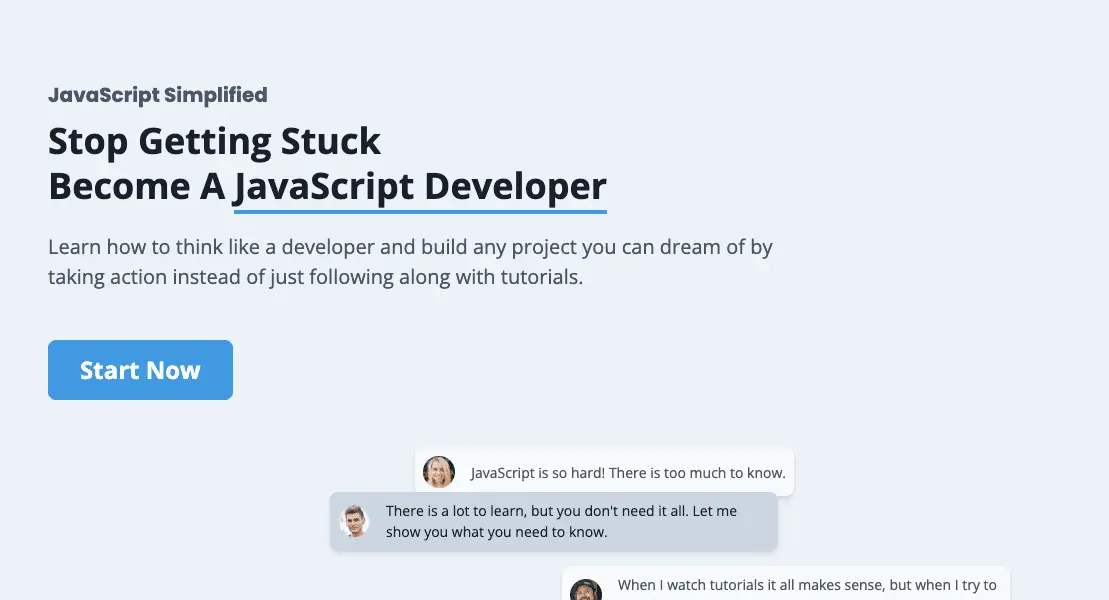 JavaScript Simplified
Stop Getting Stuck
Become A JavaScript Developer
Learn how to think like a developer and build any project you can dream of by
taking action instead of just following along with tutorials.
Start Now
JavaScript is so hard! There is too much to know.
There is a lot to learn, but you don't need it all. Let me
show you what you need to know.
When I watch tutorials it all makes sense, but when I try to